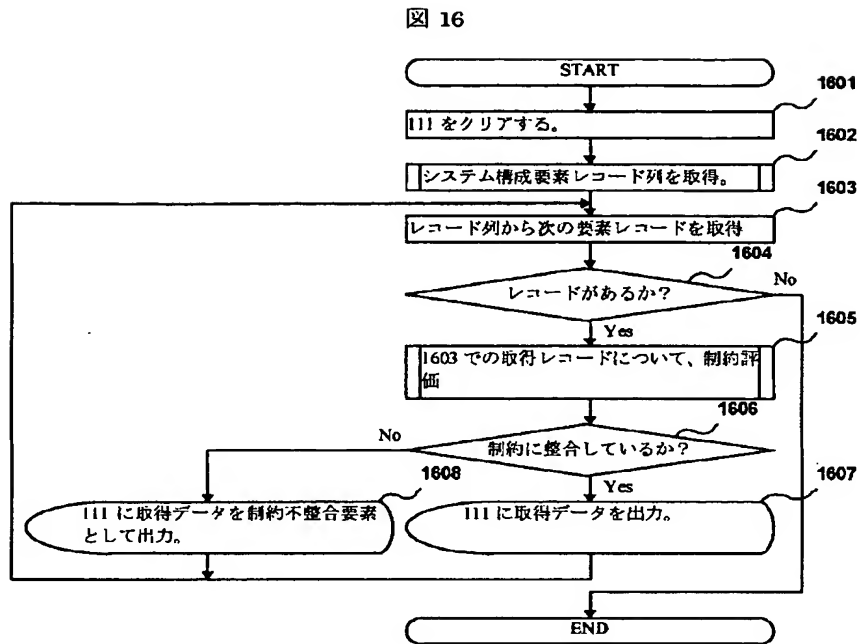 図 16
START
1601
111 をクリアする。
1602
システム構成要素レコード列を取得。
1603
レコード列から次の要素レコードを取得
1604
レコードがあるか？
No
Yes
1605
1603 での取得レコードについて、制約評
価
1606
制約に整合しているか？
No
Yes
1608
111 に取得データを制約不整合要素
として出力。
1607
111 に取得データを出力。
END